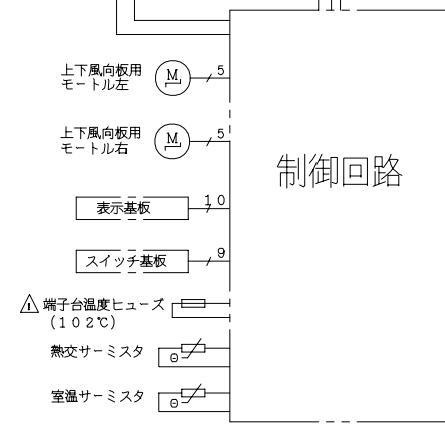 上下風向板用
モートル左
M
5
上下風向板用
モートル右
M
5
制御回路
表示基板
10
スイッチ基板
9
端子台温度ヒューズ
(102℃)
熱交サーミスタ
θ
室温サーミスタ
θ